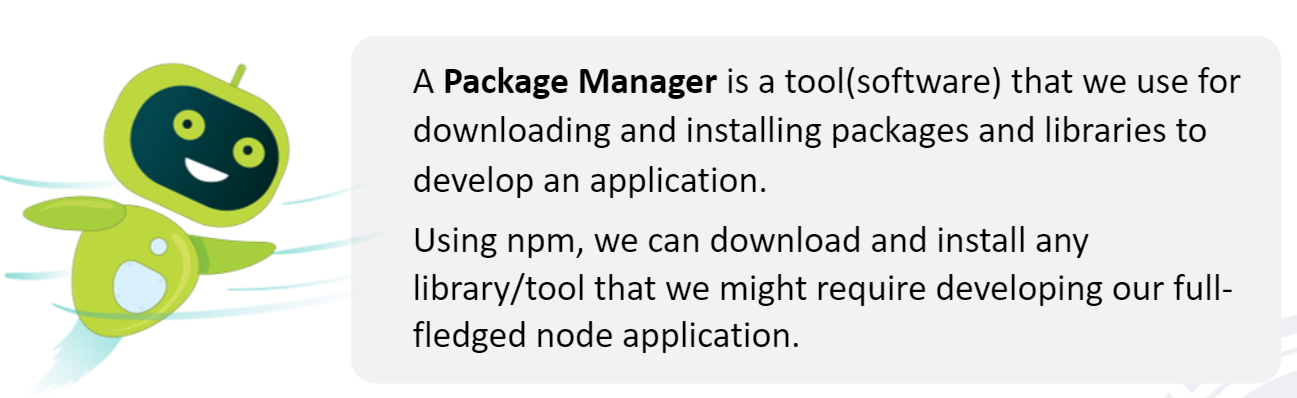 A Package Manager is a tool(software) that we use for
downloading and installing packages and libraries to
develop an application.
Using npm, we can download and install any
library/tool that we might require developing our full-
fledged node application.